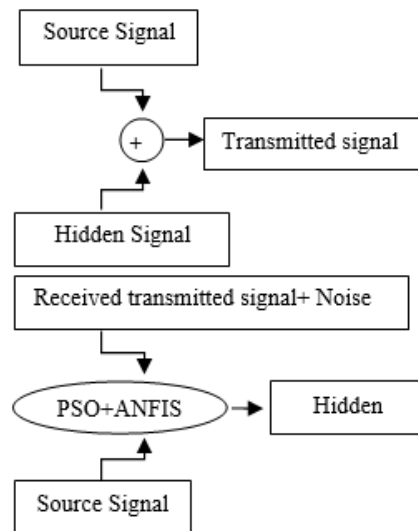 Source Signal
+
Transmitted signal
Hidden Signal
Received transmitted signal+ Noise
PSO+ANFIS
Hidden
Source Signal